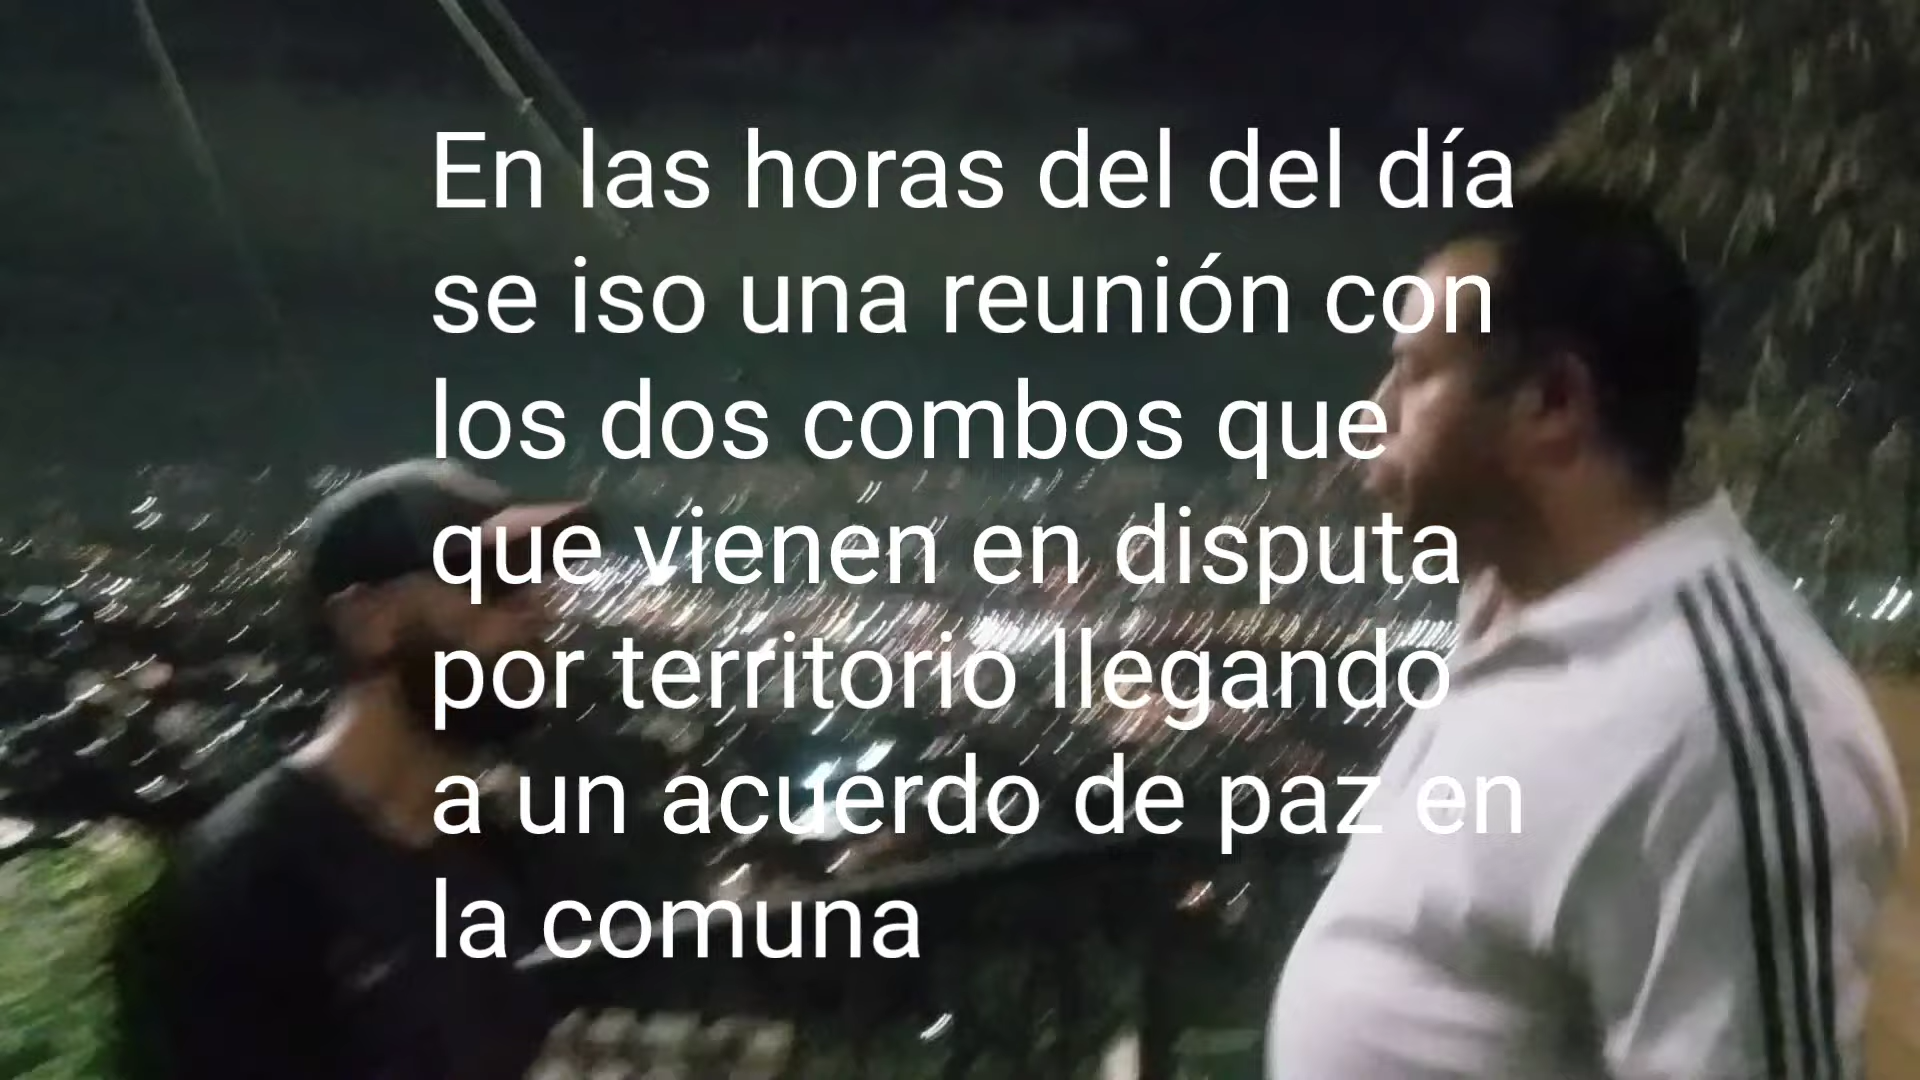 En las horas del del día
se iso una reunión con
los dos combos que
que vienen en disputa
por territorio llegando
a un acuerdo de paz en
la comuna